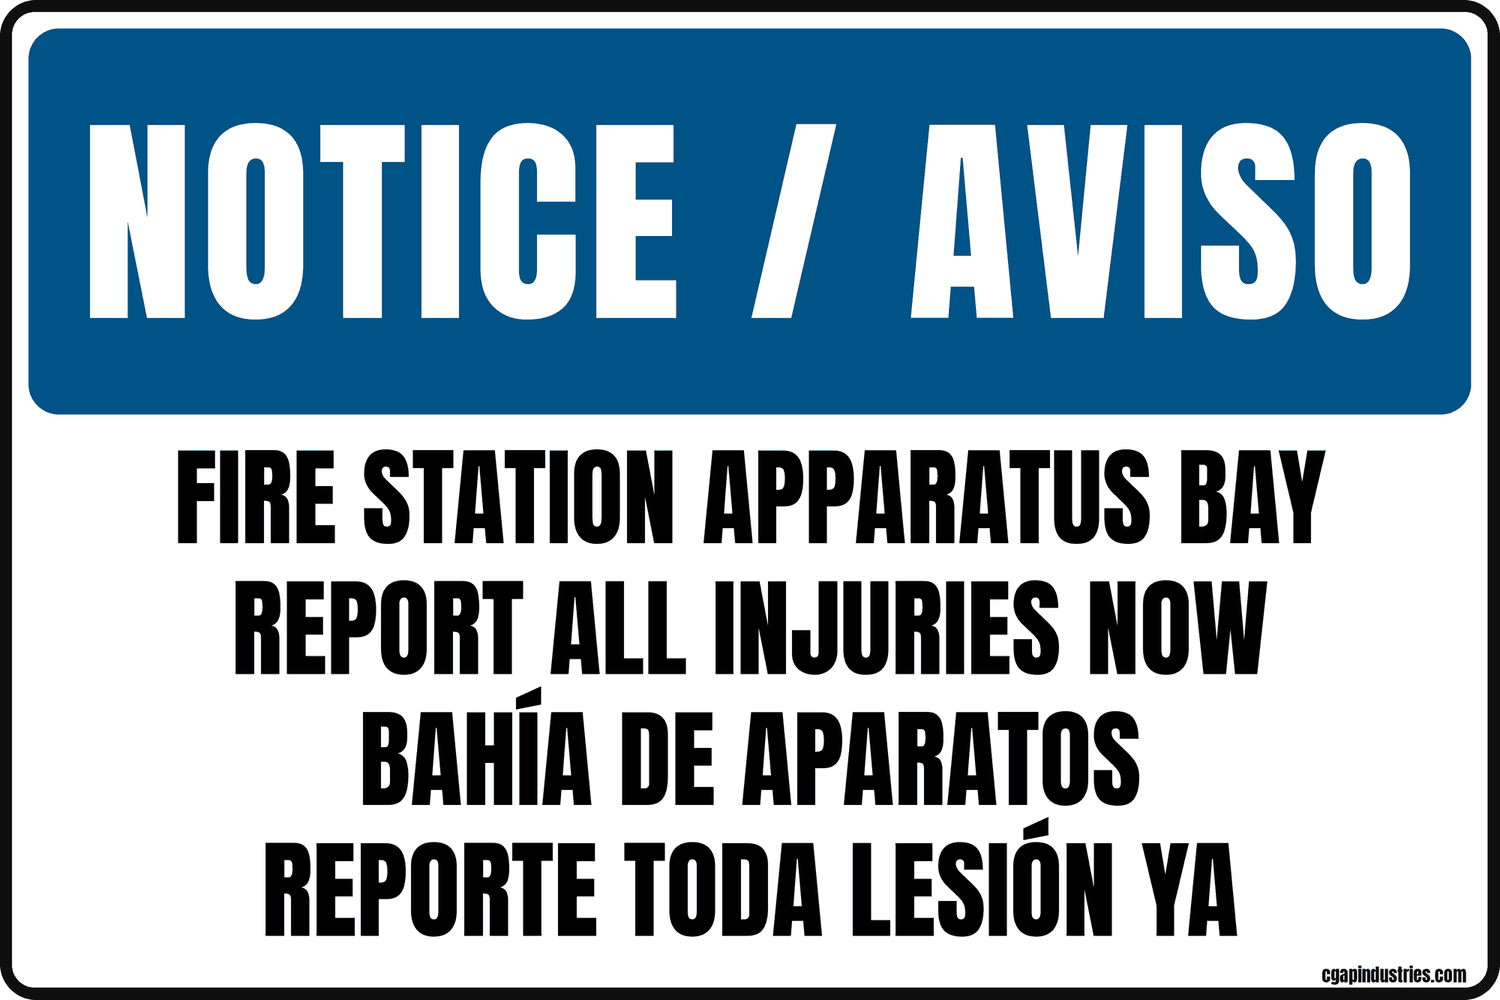 NOTICE / AVISO
FIRE STATION APPARATUS BAY
REPORT ALL INJURIES NOW
BAHÍA DE APARATOS
REPORTE TODA LESIÓN YA
cgapindustries.com